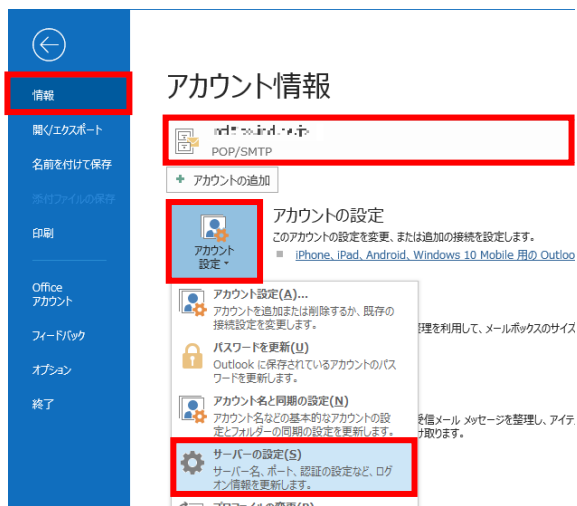 アカウント情報
情報
開く/エクスポート
名前を付けて保存
添付ファイルの保存
印刷
Office
アカウント
フィードバック
オプション
終了
POP/SMTP
+ アカウントの追加
アカウント
設定
アカウントの設定
このアカウントの設定を変更、または追加の接続を設定します。
iPhone、iPad、Android、Windows 10 Mobile 用の Outloo
アカウント設定(A)...
アカウントを追加または削除するか、既存の
接続設定を変更します。
パスワードを更新(U)
Outlook に保存されているアカウントのパス
ワードを更新します。
アカウント名と同期の設定(N)
アカウント名などの基本的なアカウントの設
定とフォルダーの同期の設定を更新します。
サーバーの設定(S)
サーバー名、ポート、認証の設定など、ログ
オン情報を更新します。
理を利用して、メールボックスのサイズ
受信メール メッセージを整理し、アイテ
け取ります。